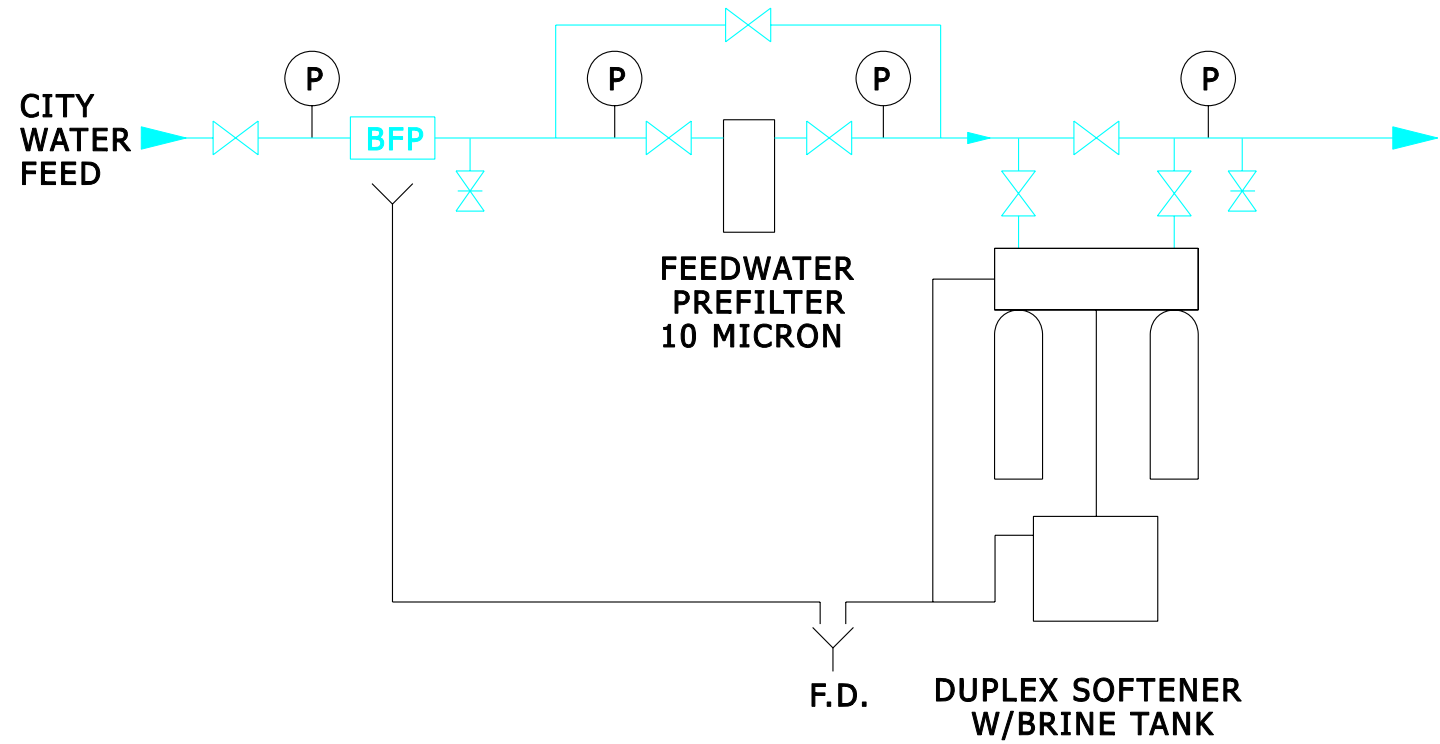 P
P
P
P
CITY
WATER
FEED
BFP
FEEDWATER
PREFILTER
10 MICRON
F.D.
DUPLEX SOFTENER
W/BRINE TANK